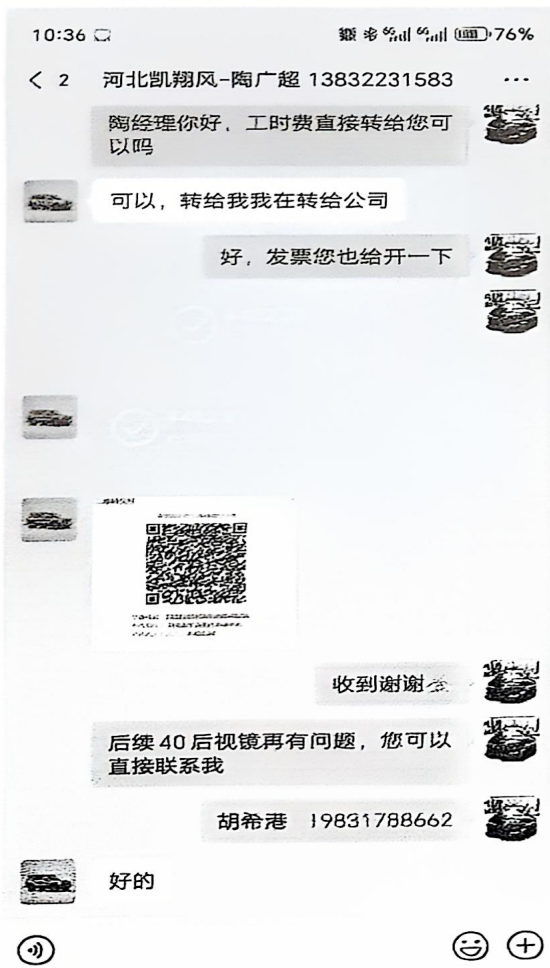 10:36
76%
2 河北凯翔风-陶广超 13832231583
陶经理你好，工时费直接转给您可
以吗
可以，转给我我在转给公司
好，发票您也给开一下
收到谢谢
后续40后视镜再有问题，您可以
直接联系我
胡希港 19831788662
好的